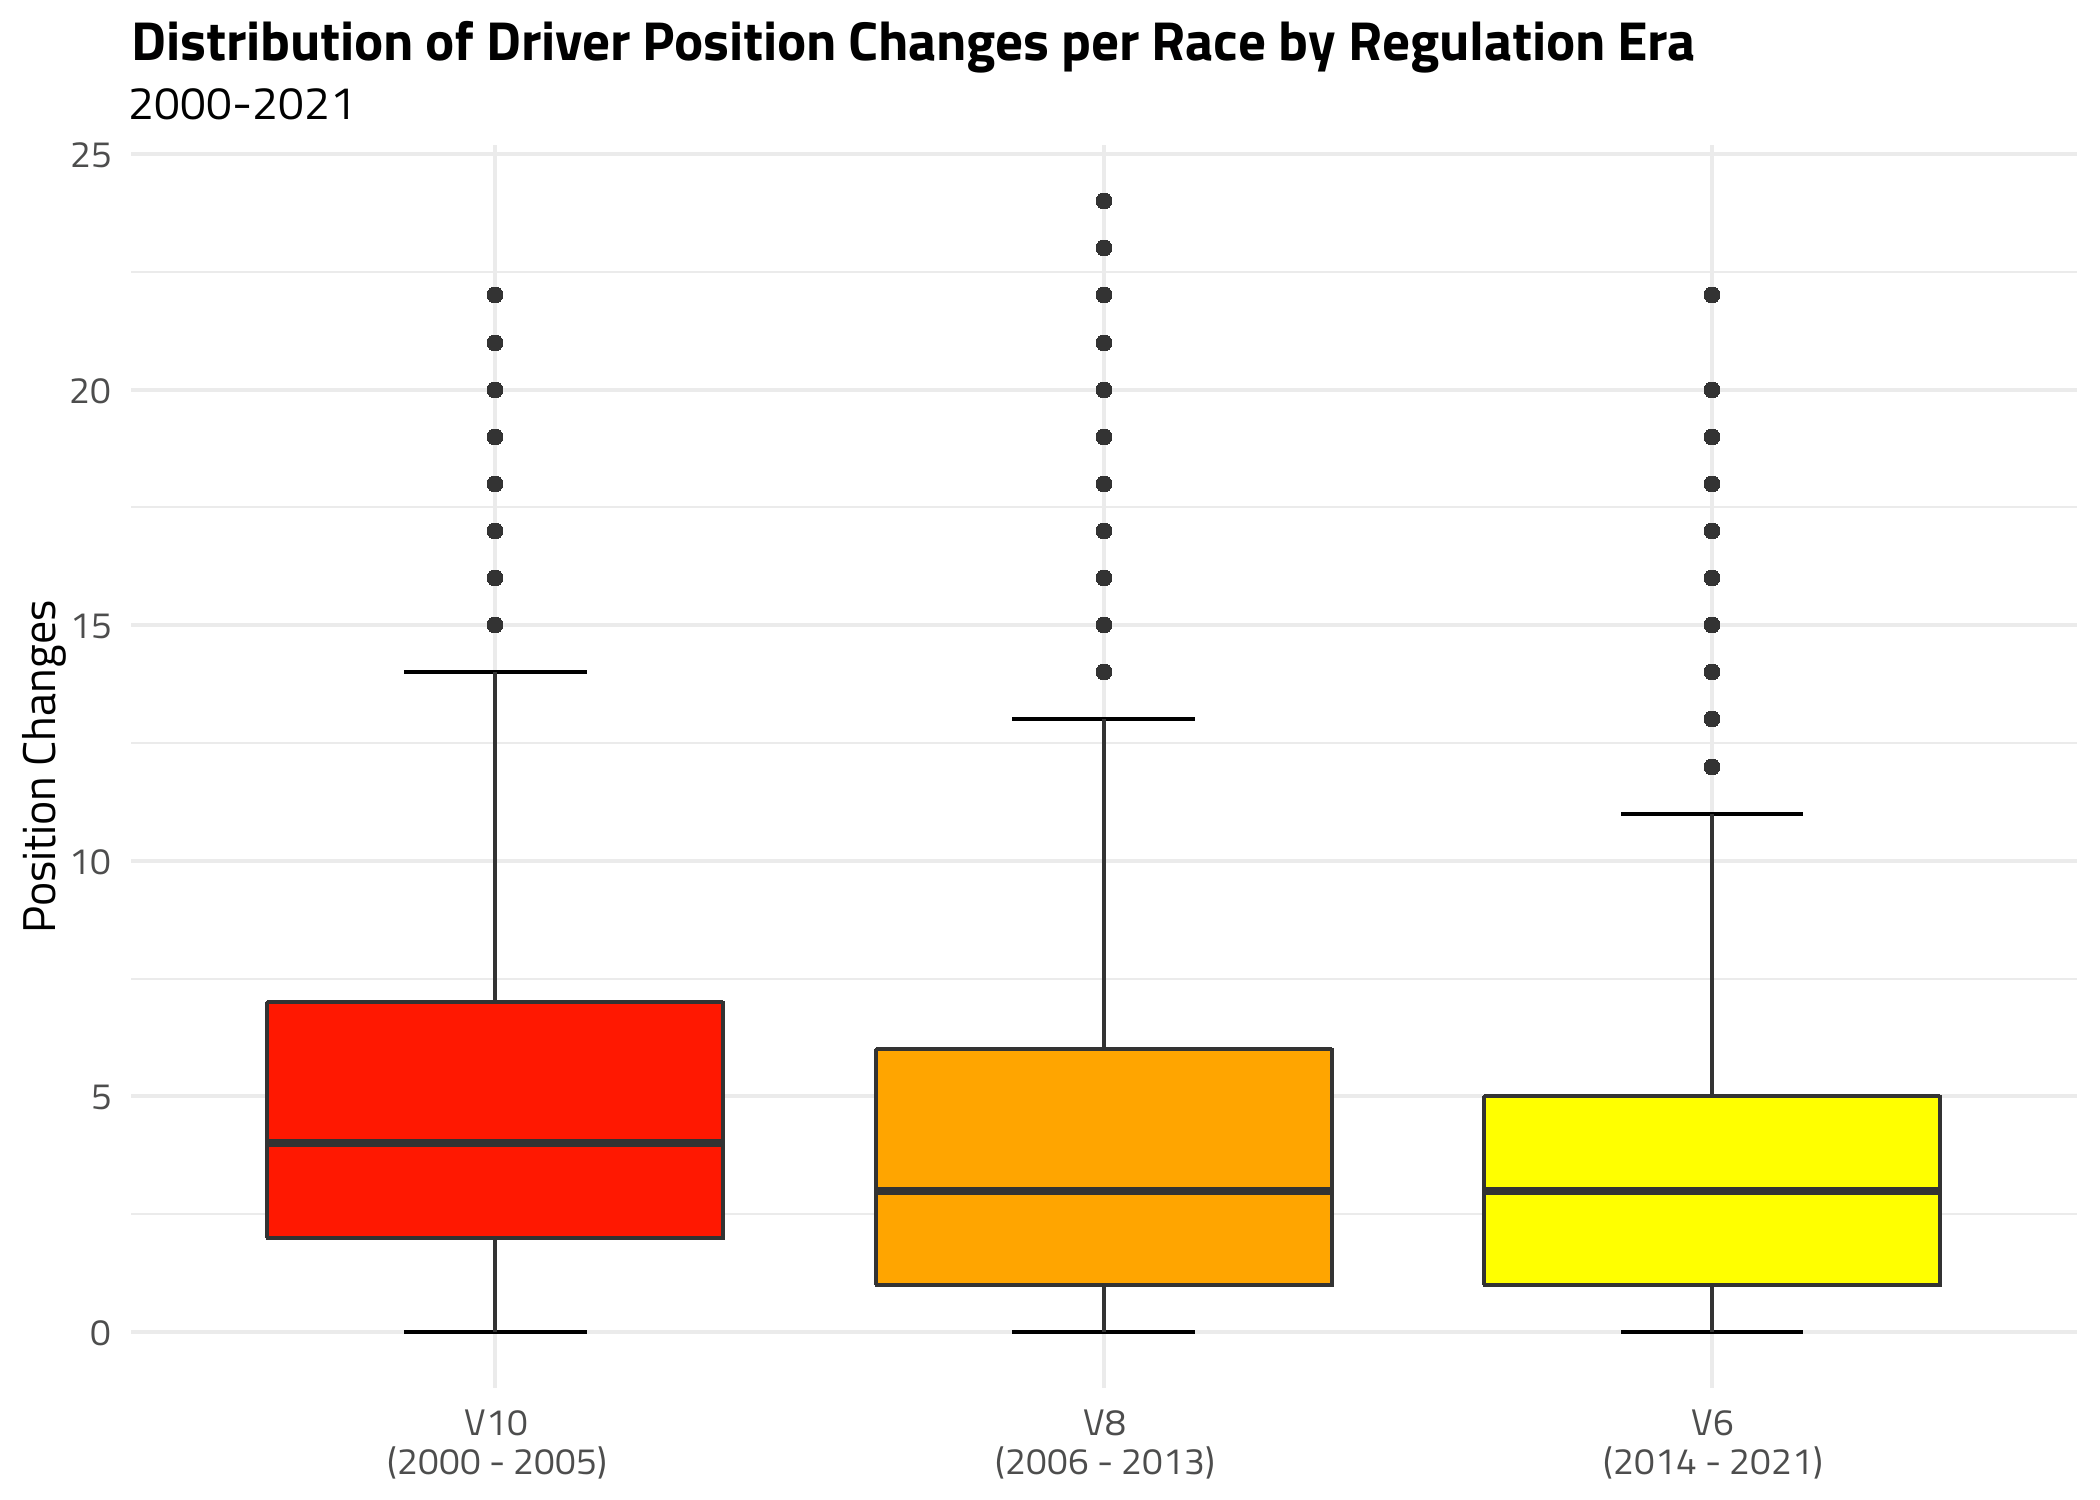 Distribution of Driver Position Changes per Race by Regulation Era
2000-2021
Position Changes
25
20
15
10
5
0
V10
(2000 - 2005)
V8
(2006 - 2013)
V6
(2014 - 2021)